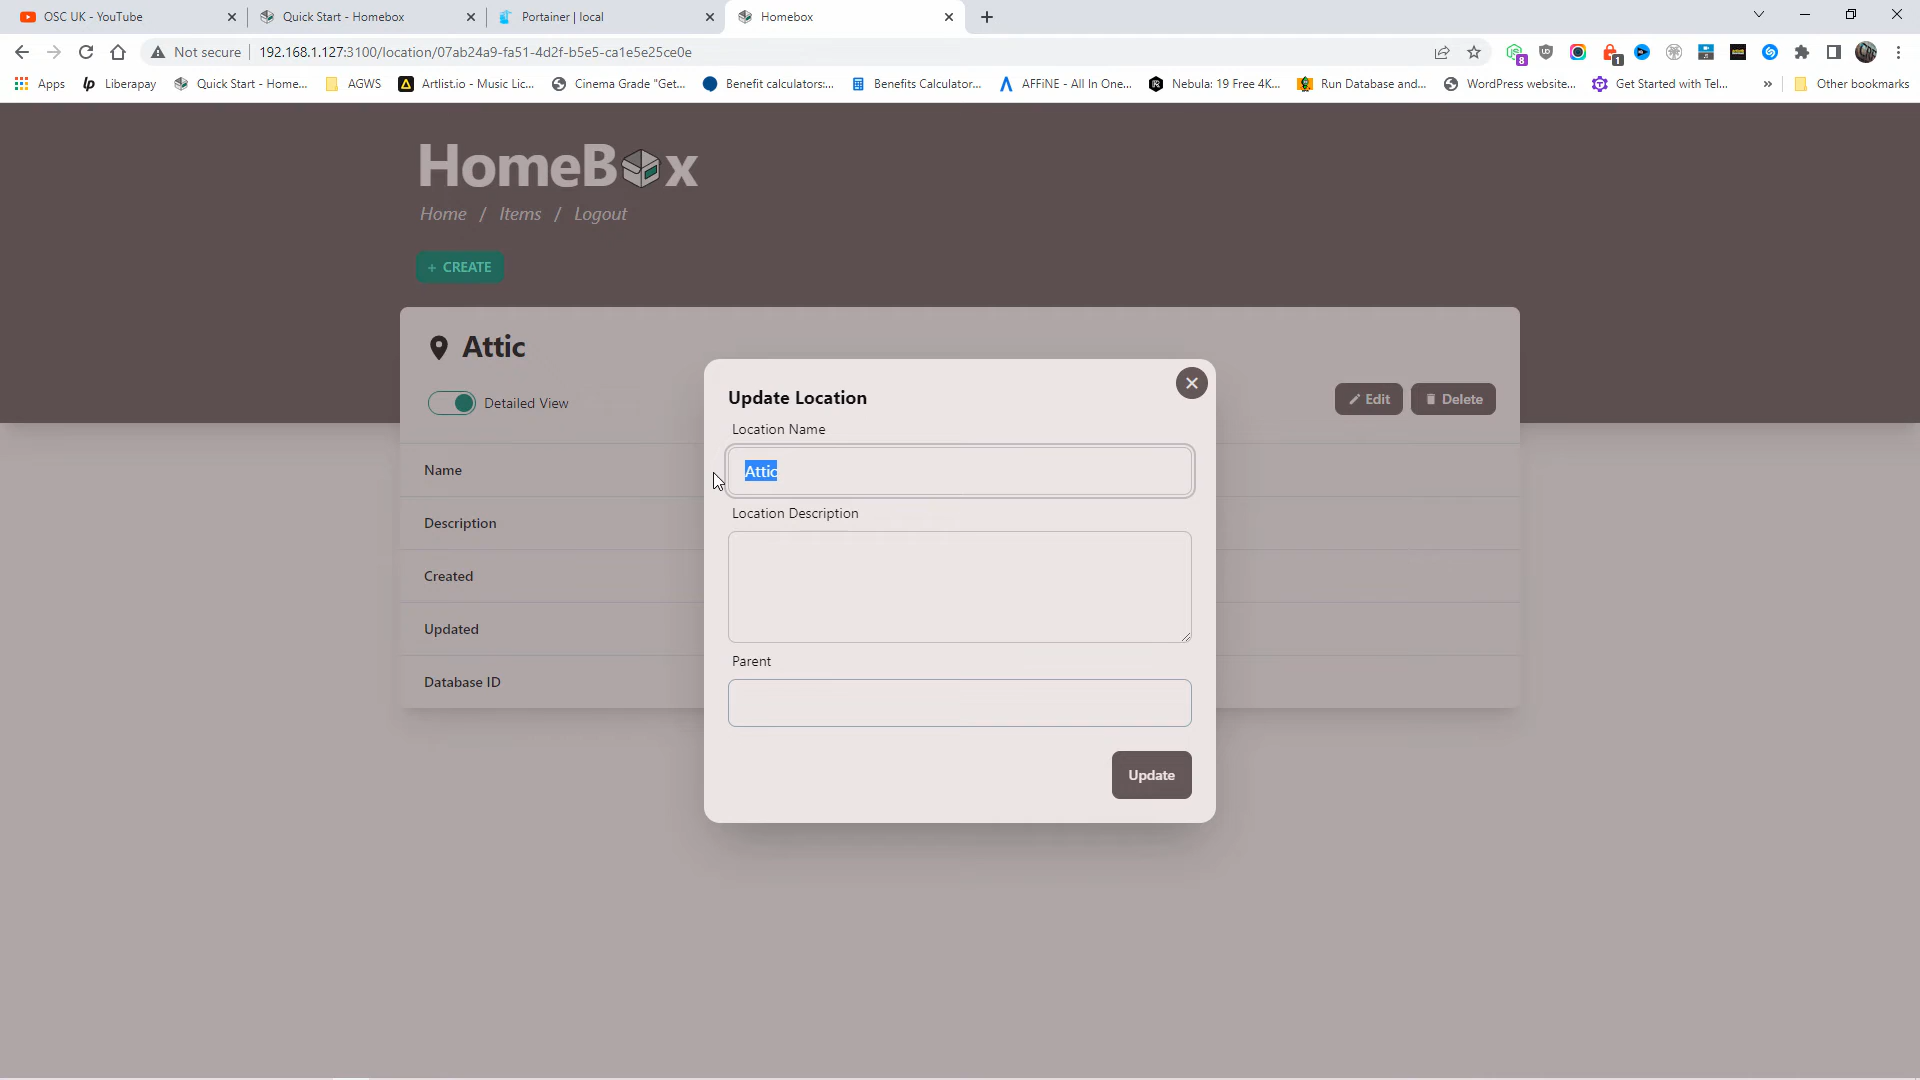 OSC UK - YouTube
Quick Start - Homebox
Portainer | local
Homebox
Not secure
192.168.1.127:3100/location/07ab24a9-fa51-4d2f-b5e5-ca1e5e25ce0e
8
1
Apps
Liberapay
Quick Start - Home...
AGWS
Artlist.io - Music Lic...
Cinema Grade "Get...
Benefit calculators:...
Benefits Calculator...
AFFiNE - All In One...
Nebula: 19 Free 4K...
Run Database and...
WordPress website...
Get Started with Tel...
»
Other bookmarks
HomeBox
Home / Items / Logout
+ CREATE
Attic
Detailed View
Edit
Delete
Name
Description
Created
Updated
Database ID
Update Location
Location Name
Attic
Location Description
Parent
Update